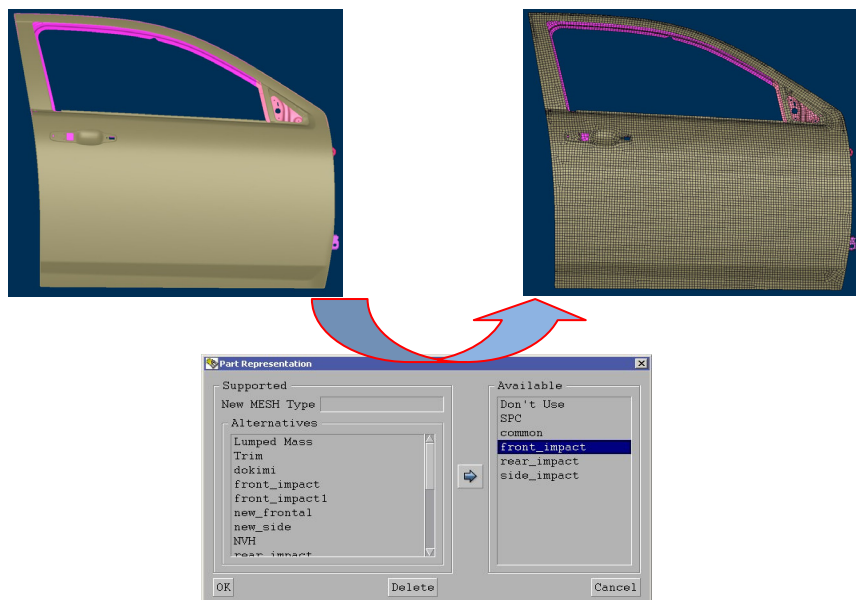 Part Representation
Supported
New MESH Type
Alternatives
Lumped Mass
Trim
dokimi
front_impact
front_impact1
new_frontal
new_side
NVH
rear_impact
Available
Don't Use
SPC
common
front_impact
rear_impact
side_impact
OK
Delete
Cancel